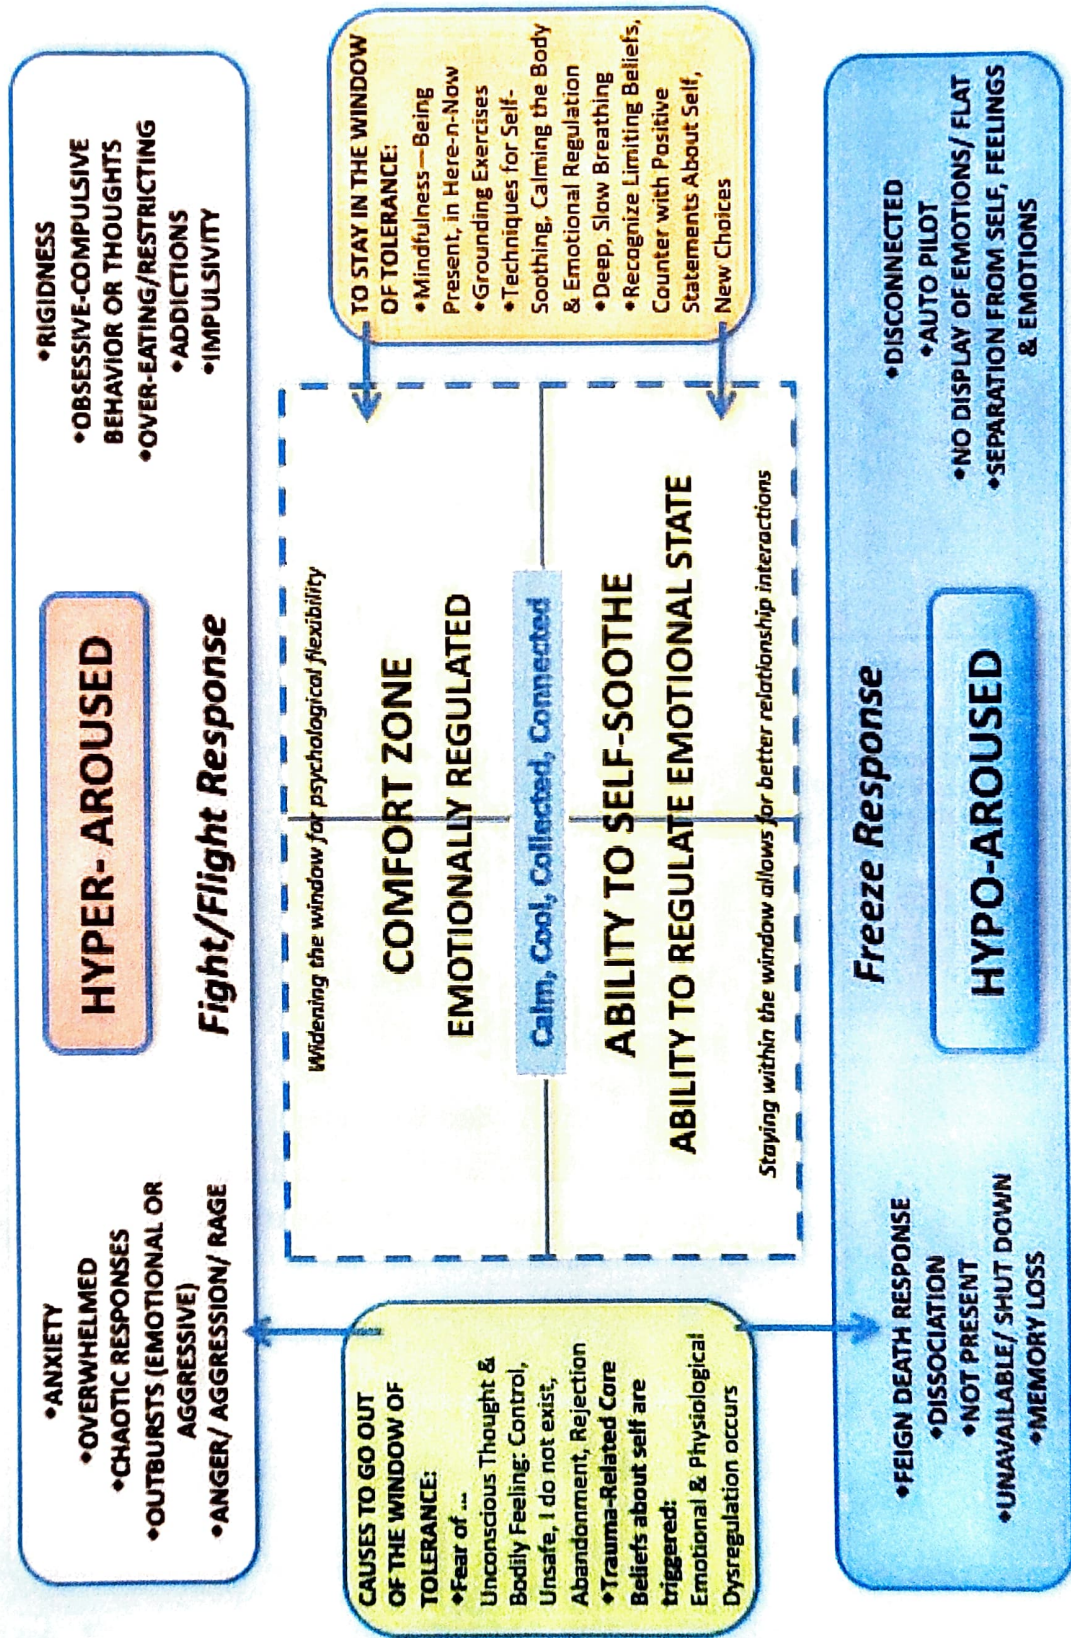 •ANXIETY
•OVERWHELMED
•CHAOTIC RESPONSES
•OUTBURSTS (EMOTIONAL OR
AGGRESSIVE)
•ANGER/ AGGRESSION/ RAGE
HYPER- AROUSED
Fight/Flight Response
•RIGIDNESS
•OBSESSIVE-COMPULSIVE
BEHAVIOR OR THOUGHTS
•OVER-EATING/RESTRICTING
•ADDICTIONS
•IMPULSIVITY
CAUSES TO GO OUT
OF THE WINDOW OF
TOLERANCE:
•Fear of ...
Unconscious Thought &
Bodily Feeling: Control,
Unsafe, I do not exist,
Abandonment, Rejection
•Trauma-Related Core
Beliefs about self are
triggered:
Emotional & Physiological
Dysregulation occurs
Widening the window for psychological flexibility
COMFORT ZONE
EMOTIONALLY REGULATED
Calm, Cool, Collected, Connected
ABILITY TO SELF-SOOTHE
ABILITY TO REGULATE EMOTIONAL STATE
Staying within the window allows for better relationship interactions
TO STAY IN THE WINDOW
OF TOLERANCE:
•Mindfulness—Being
Present, in Here-n-Now
•Grounding Exercises
•Techniques for Self-
Soothing, Calming the Body
& Emotional Regulation
•Deep, Slow Breathing
•Recognize Limiting Beliefs,
Counter with Positive
Statements About Self,
New Choices
•FEIGN DEATH RESPONSE
•DISSOCIATION
•NOT PRESENT
•UNAVAILABLE/ SHUT DOWN
•MEMORY LOSS
Freeze Response
HYPO-AROUSED
•DISCONNECTED
•AUTO PILOT
•NO DISPLAY OF EMOTIONS/ FLAT
•SEPARATION FROM SELF, FEELINGS
& EMOTIONS